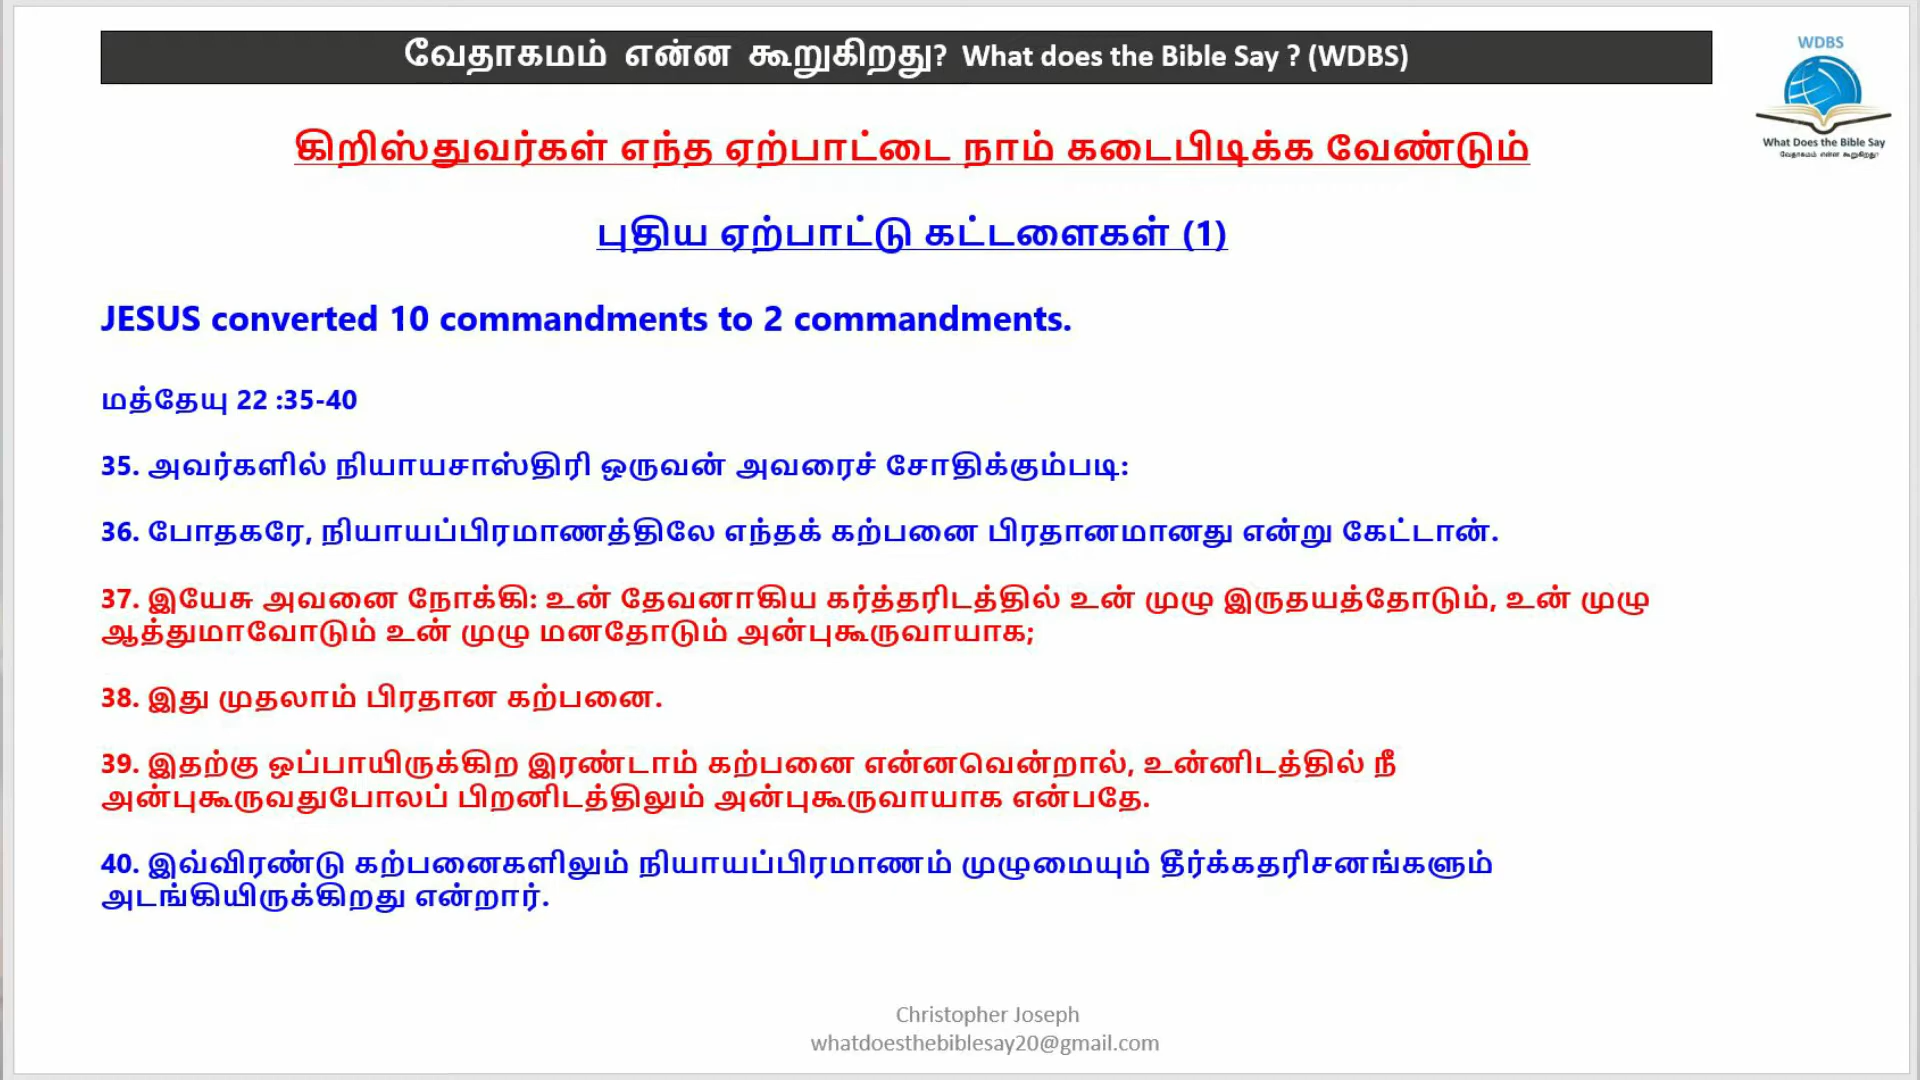 வேதாகமம் என்ன கூறுகிறது? What does the Bible Say ? (WDBS)
WDBS
What Does the Bible Say
வேதாகமம் என்ன கூறுகிறது?
கிறிஸ்துவர்கள் எந்த ஏற்பாட்டை நாம் கடைபிடிக்க வேண்டும்
புதிய ஏற்பாட்டு கட்டளைகள் (1)
JESUS converted 10 commandments to 2 commandments.
மத்தேயு 22 :35-40
35. அவர்களில் நியாயசாஸ்திரி ஒருவன் அவரைச் சோதிக்கும்படி:
36. போதகரே, நியாயப்பிரமாணத்திலே எந்தக் கற்பனை பிரதானமானது என்று கேட்டான்.
37. இயேசு அவனை நோக்கி: உன் தேவனாகிய கர்த்தரிடத்தில் உன் முழு இருதயத்தோடும், உன் முழு
ஆத்துமாவோடும் உன் முழு மனதோடும் அன்புகூருவாயாக;
38. இது முதலாம் பிரதான கற்பனை.
39. இதற்கு ஒப்பாயிருக்கிற இரண்டாம் கற்பனை என்னவென்றால், உன்னிடத்தில் நீ
அன்புகூருவதுபோலப் பிறனிடத்திலும் அன்புகூருவாயாக என்பதே.
40. இவ்விரண்டு கற்பனைகளிலும் நியாயப்பிரமாணம் முழுமையும் தீர்க்கதரிசனங்களும்
அடங்கியிருக்கிறது என்றார்.
Christopher Joseph
whatdoesthebiblesay20@gmail.com